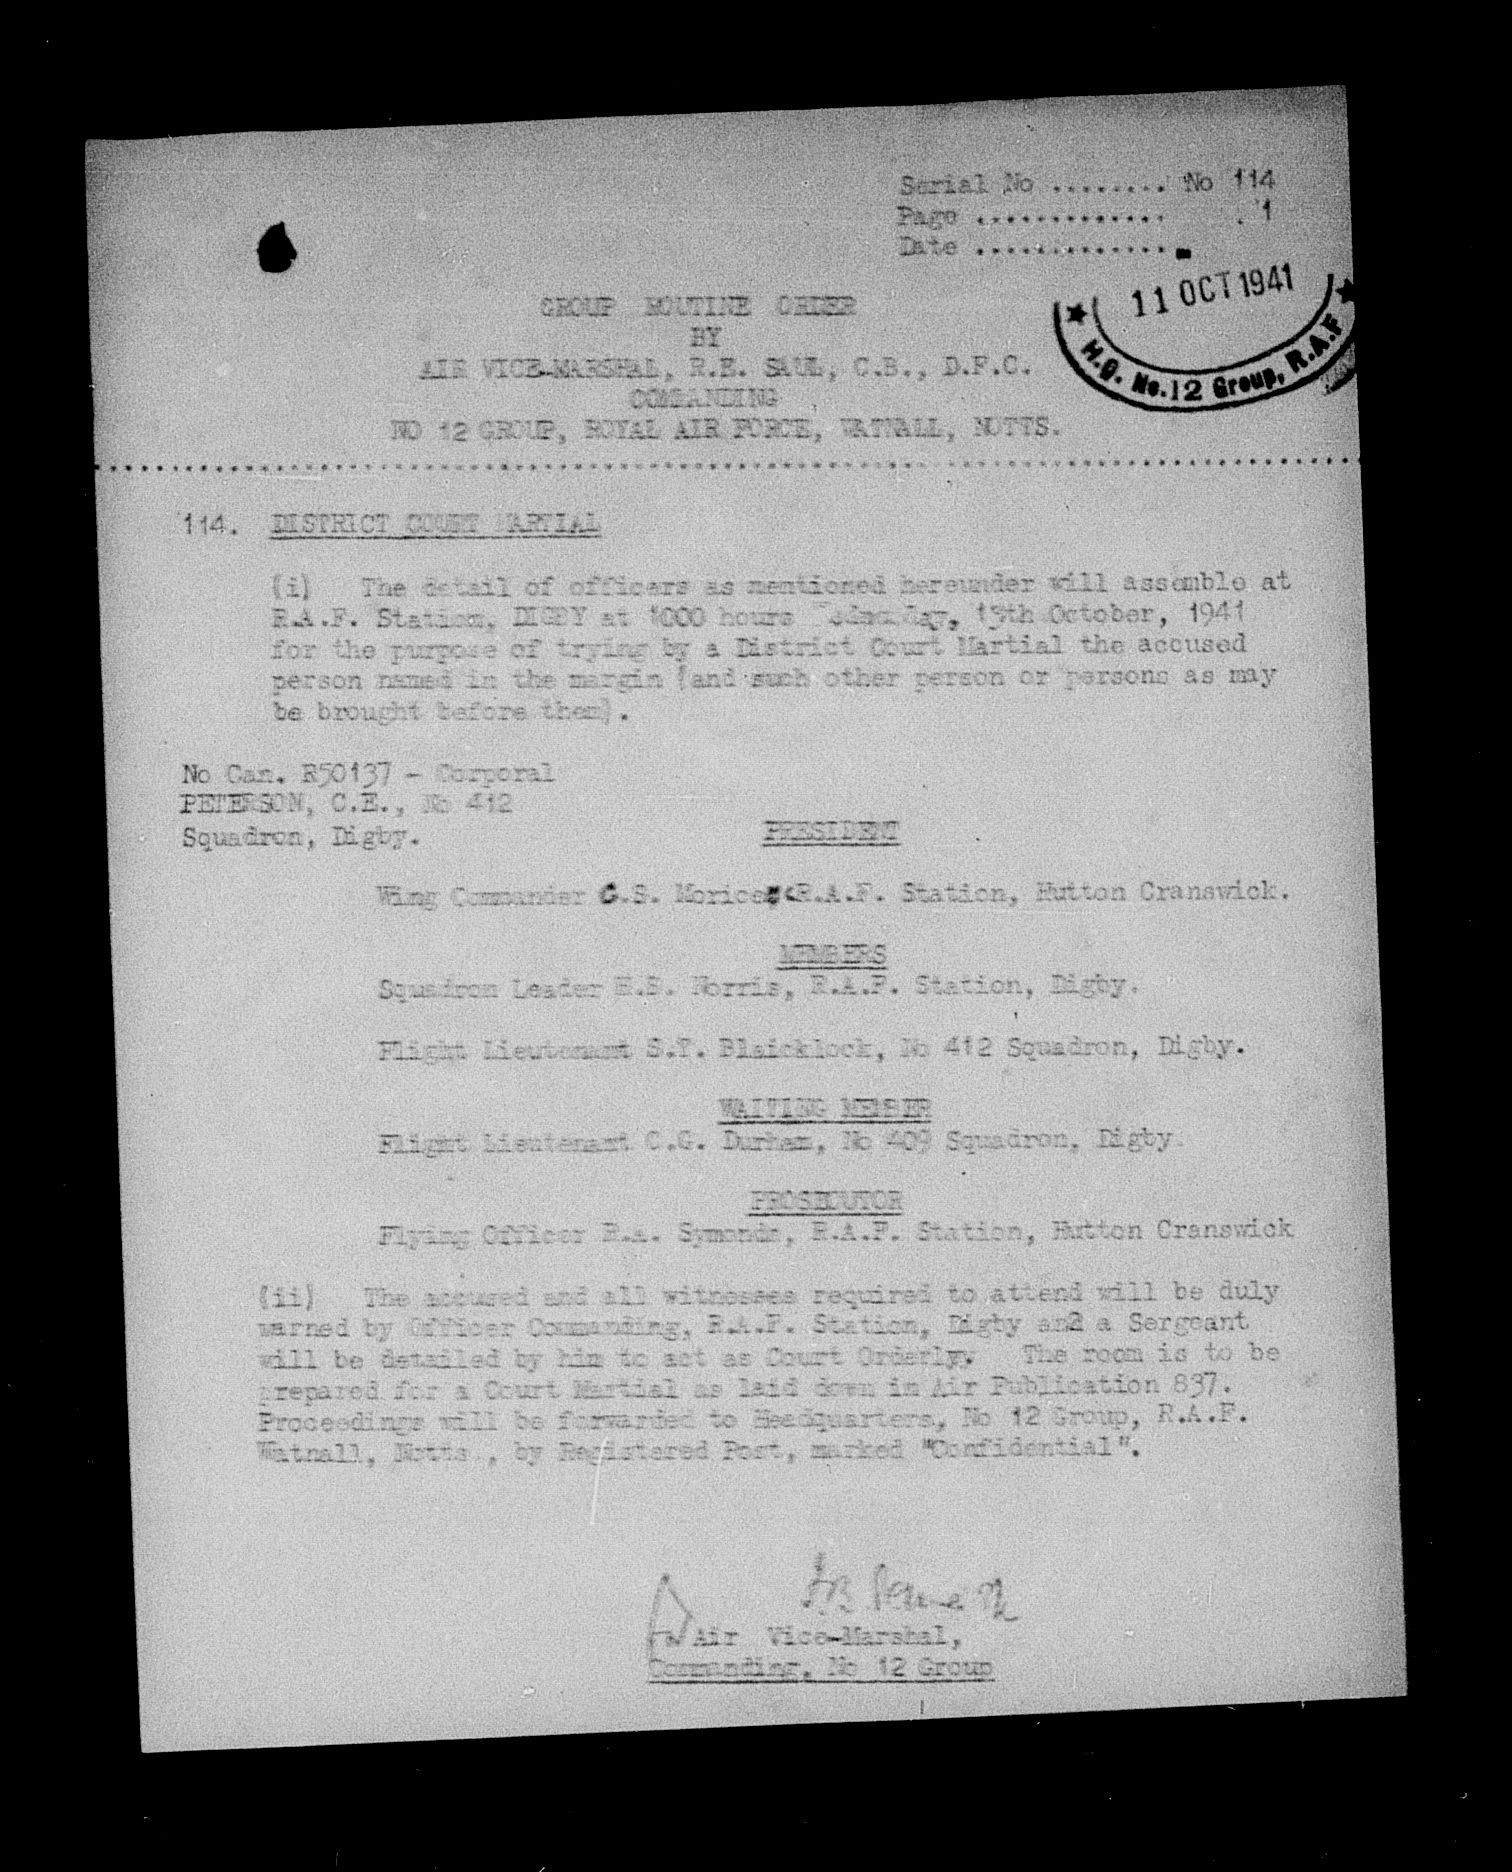 Serial No ........ No 114
Page ............. . 1
Date .............
11 OCT 1941
H.Q. No.12 Group, R.A.F
GROUP ROUTINE ORDER
BY
AIR VICE-MARSHAL, R.E. SAUL, C.B., D.F.C.
COMMANDING
NO 12 GROUP, ROYAL AIR FORCE, WATNALL, NOTTS.
114. DISTRICT COURT MARTIAL
(i) The detail of officers as mentioned hereunder will assemble at
R.A.F. Station, DIGBY at 1000 hours Wednesday, October, 1941
for the purpose of trying by a District Court Martial the accused
person named in the margin (and such other person or persons as may
be brought before them).
No Can. R50137 - Corporal
PETERSON, C.E., No 412
Squadron, Digby.
PRESIDENT
Wing Commander C.S. Morice, R.A.F. Station, Hutton Cranswick.
MEMBERS
Squadron Leader Norris, R.A.F. Station, Digby.
Flight Lieutenant Blaicklock, No 412 Squadron, Digby.
WAITING MEMBER
Flight Lieutenant C.G. Durham, No 409 Squadron, Digby.
PROSECUTOR
Flying Officer R.A. Symonds, R.A.F. Station, Hutton Cranswick
(ii) The accused and all witnesses required to attend will be duly
warned by Officer Commanding, R.A.F. Station, Digby and a Sergeant
will be detailed by him to act as Court Orderly. The room is to be
prepared for a Court Martial as laid down in Air Publication 837.
Proceedings will be forwarded to Headquarters, No 12 Group, R.A.F.
Watnall, Notts., by Registered Post, marked "Confidential".
Air Vice-Marshal,
Commanding, No 12 Group